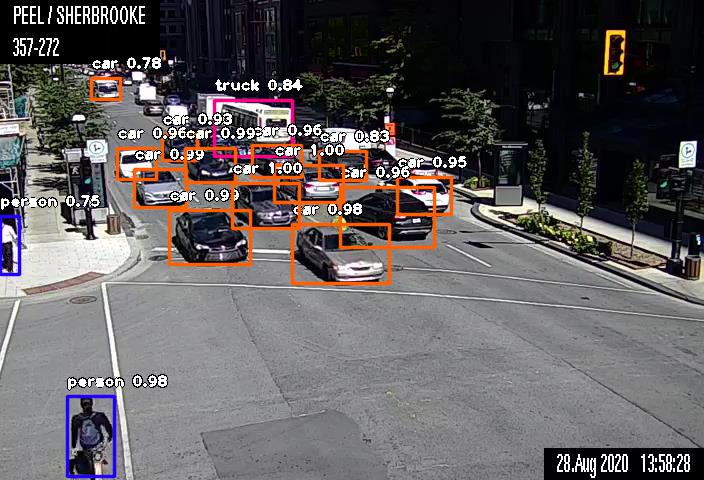 PEEL / SHERBROOKE
357-272
car 0.78
truck 0.84
car 0.93
car 0.96
car 0.99
car 0.96
car 0.83
car 0.99
car 1.00
car 0.95
car 1.00
car 0.96
car 0.99
car 0.98
person 0.75
person 0.98
28.Aug 2020 13:58:28